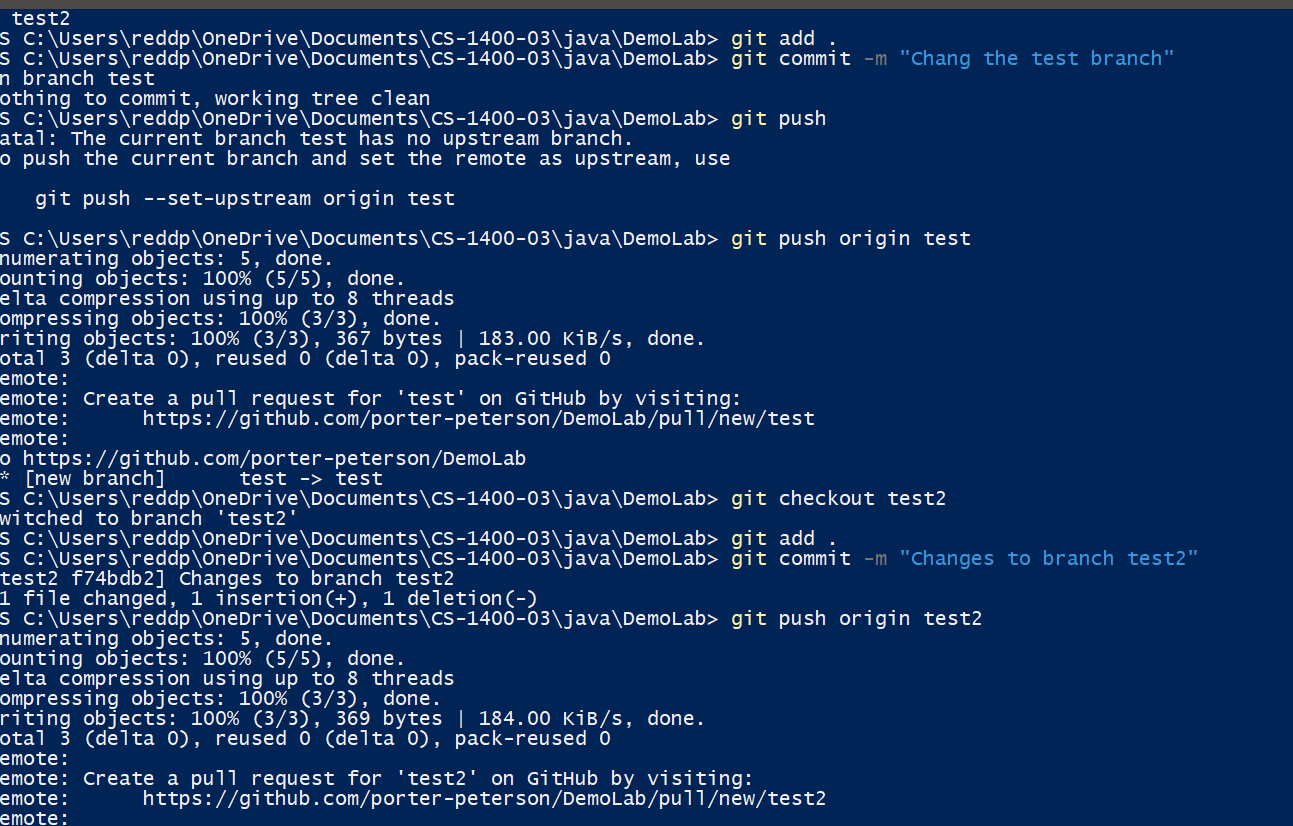 test2
S C:\Users\reddp\OneDrive\Documents\CS-1400-03\java\DemoLab> git add .
S C:\Users\reddp\OneDrive\Documents\CS-1400-03\java\DemoLab> git commit -m "Chang the test branch"
n branch test
othing to commit, working tree clean
S C:\Users\reddp\OneDrive\Documents\CS-1400-03\java\DemoLab> git push
atal: The current branch test has no upstream branch.
o push the current branch and set the remote as upstream, use
git push --set-upstream origin test
S C:\Users\reddp\OneDrive\Documents\CS-1400-03\java\DemoLab> git push origin test
numerating objects: 5, done.
ounting objects: 100% (5/5), done.
elta compression using up to 8 threads
ompressing objects: 100% (3/3), done.
riting objects: 100% (3/3), 367 bytes | 183.00 KiB/s, done.
otal 3 (delta 0), reused 0 (delta 0), pack-reused 0
emote:
emote: Create a pull request for 'test' on GitHub by visiting:
emote:      https://github.com/porter-peterson/DemoLab/pull/new/test
emote:
o https://github.com/porter-peterson/DemoLab
* [new branch]      test -> test
S C:\Users\reddp\OneDrive\Documents\CS-1400-03\java\DemoLab> git checkout test2
witched to branch 'test2'
S C:\Users\reddp\OneDrive\Documents\CS-1400-03\java\DemoLab> git add .
S C:\Users\reddp\OneDrive\Documents\CS-1400-03\java\DemoLab> git commit -m "Changes to branch test2"
test2 f74bdb2] Changes to branch test2
1 file changed, 1 insertion(+), 1 deletion(-)
S C:\Users\reddp\OneDrive\Documents\CS-1400-03\java\DemoLab> git push origin test2
numerating objects: 5, done.
ounting objects: 100% (5/5), done.
elta compression using up to 8 threads
ompressing objects: 100% (3/3), done.
riting objects: 100% (3/3), 369 bytes | 184.00 KiB/s, done.
otal 3 (delta 0), reused 0 (delta 0), pack-reused 0
emote:
emote: Create a pull request for 'test2' on GitHub by visiting:
emote:      https://github.com/porter-peterson/DemoLab/pull/new/test2
emote: